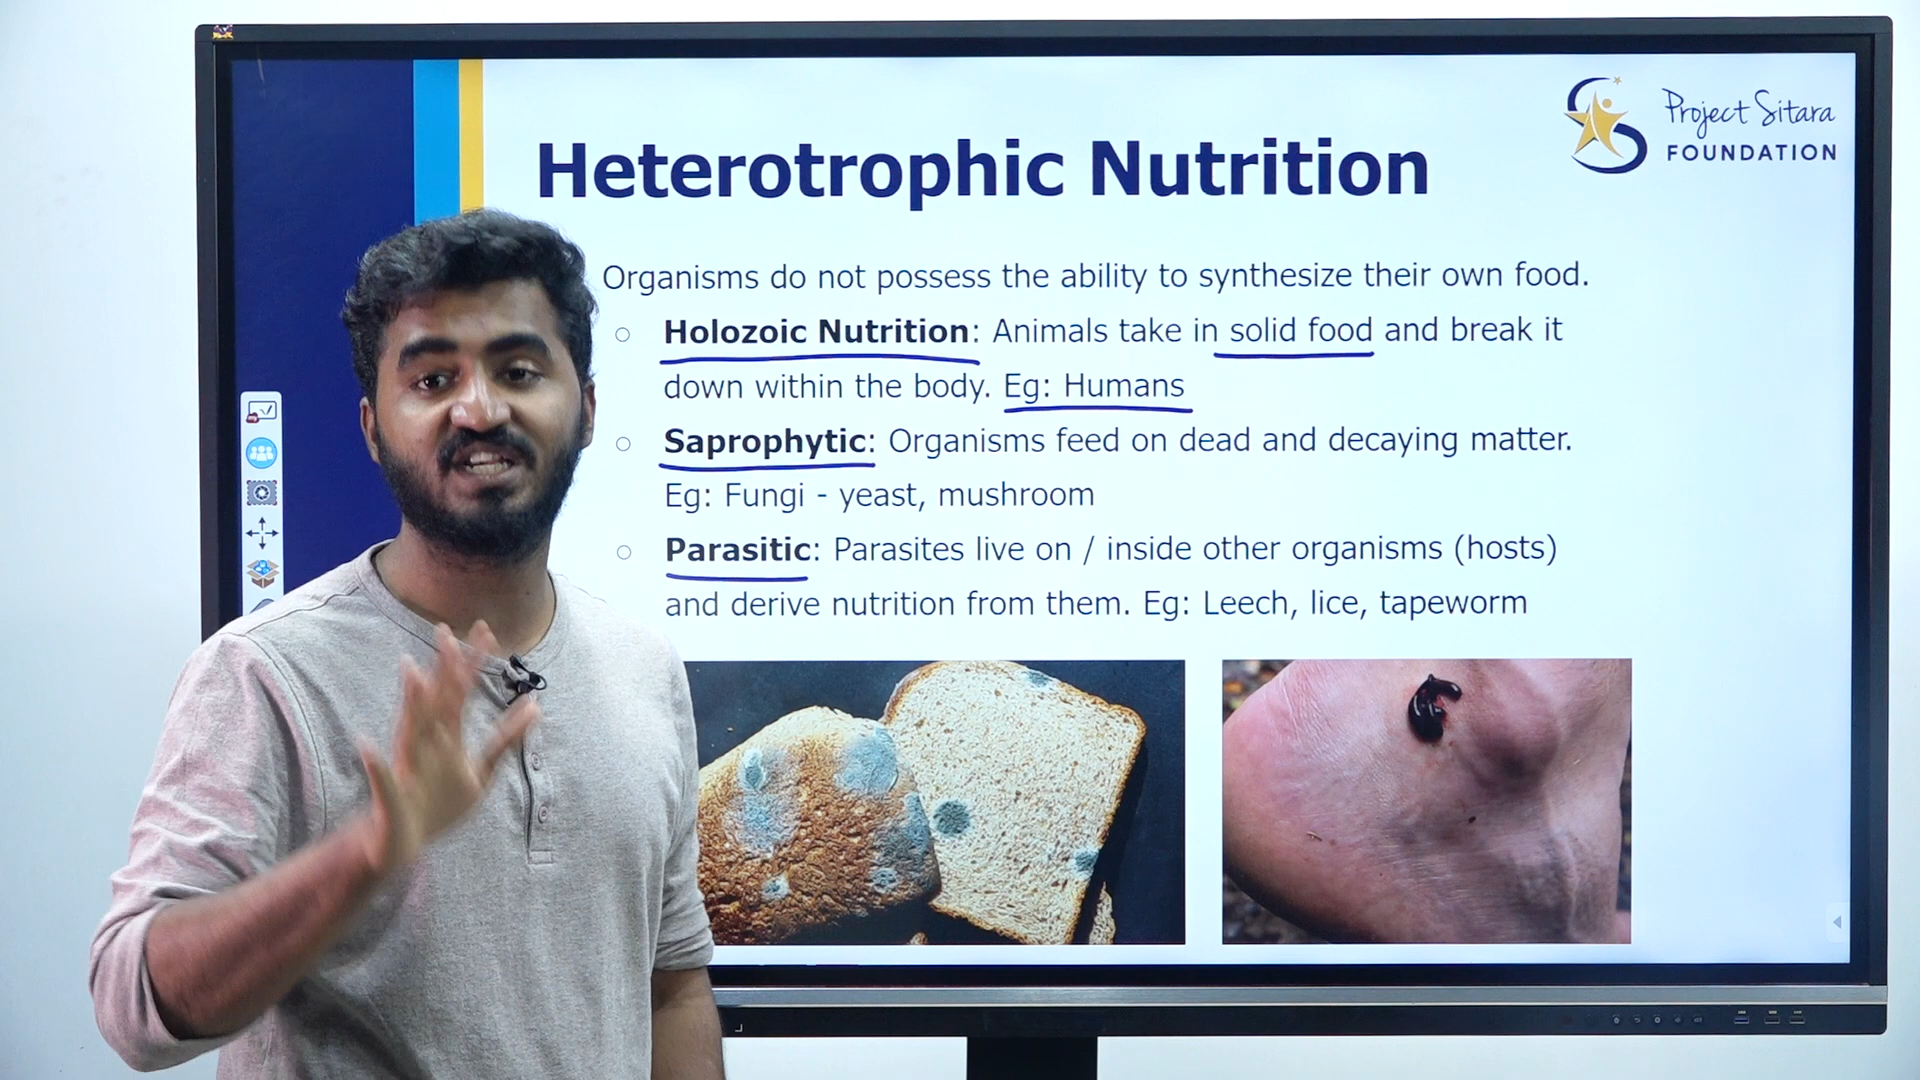 Project Sitara
FOUNDATION
Heterotrophic Nutrition
Organisms do not possess the ability to synthesize their own food.
○ Holozoic Nutrition: Animals take in solid food and break it
down within the body. Eg: Humans
○ Saprophytic: Organisms feed on dead and decaying matter.
Eg: Fungi - yeast, mushroom
○ Parasitic: Parasites live on / inside other organisms (hosts)
and derive nutrition from them. Eg: Leech, lice, tapeworm